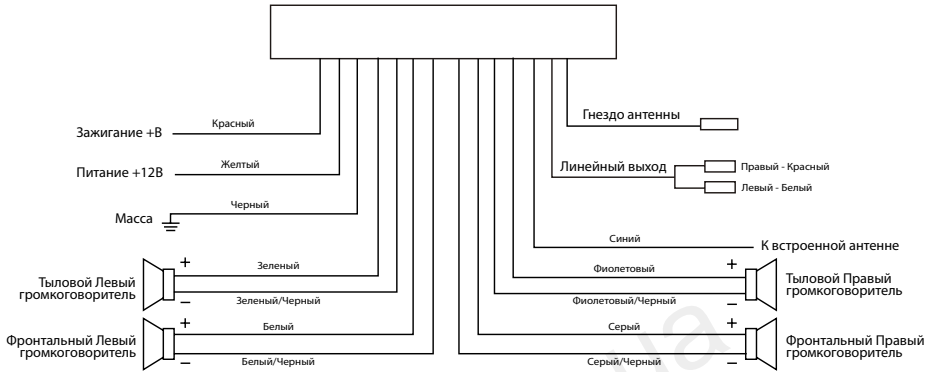 Зажигание +В
Красный
Питание +12В
Желтый
Масса
Черный
+
Тыловой Левый
громкоговоритель
Зеленый
Зеленый/Черный
–
+
Фронтальный Левый
громкоговоритель
Белый
Белый/Черный
–
Гнездо антенны
Линейный выход
Правый - Красный
Левый - Белый
Синий
К встроенной антенне
Фиолетовый
+
Тыловой Правый
громкоговоритель
Фиолетовый/Черный
–
Серый
+
Фронтальный Правый
громкоговоритель
Серый/Черный
–